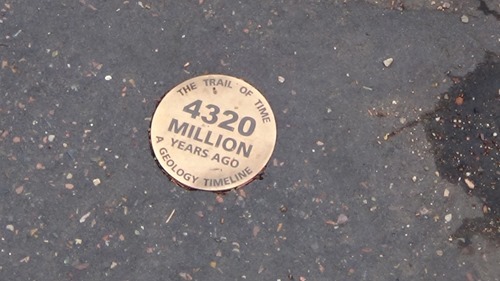 THE TRAIL OF TIME
4320
MILLION
YEARS AGO
A GEOLOGY TIMELINE